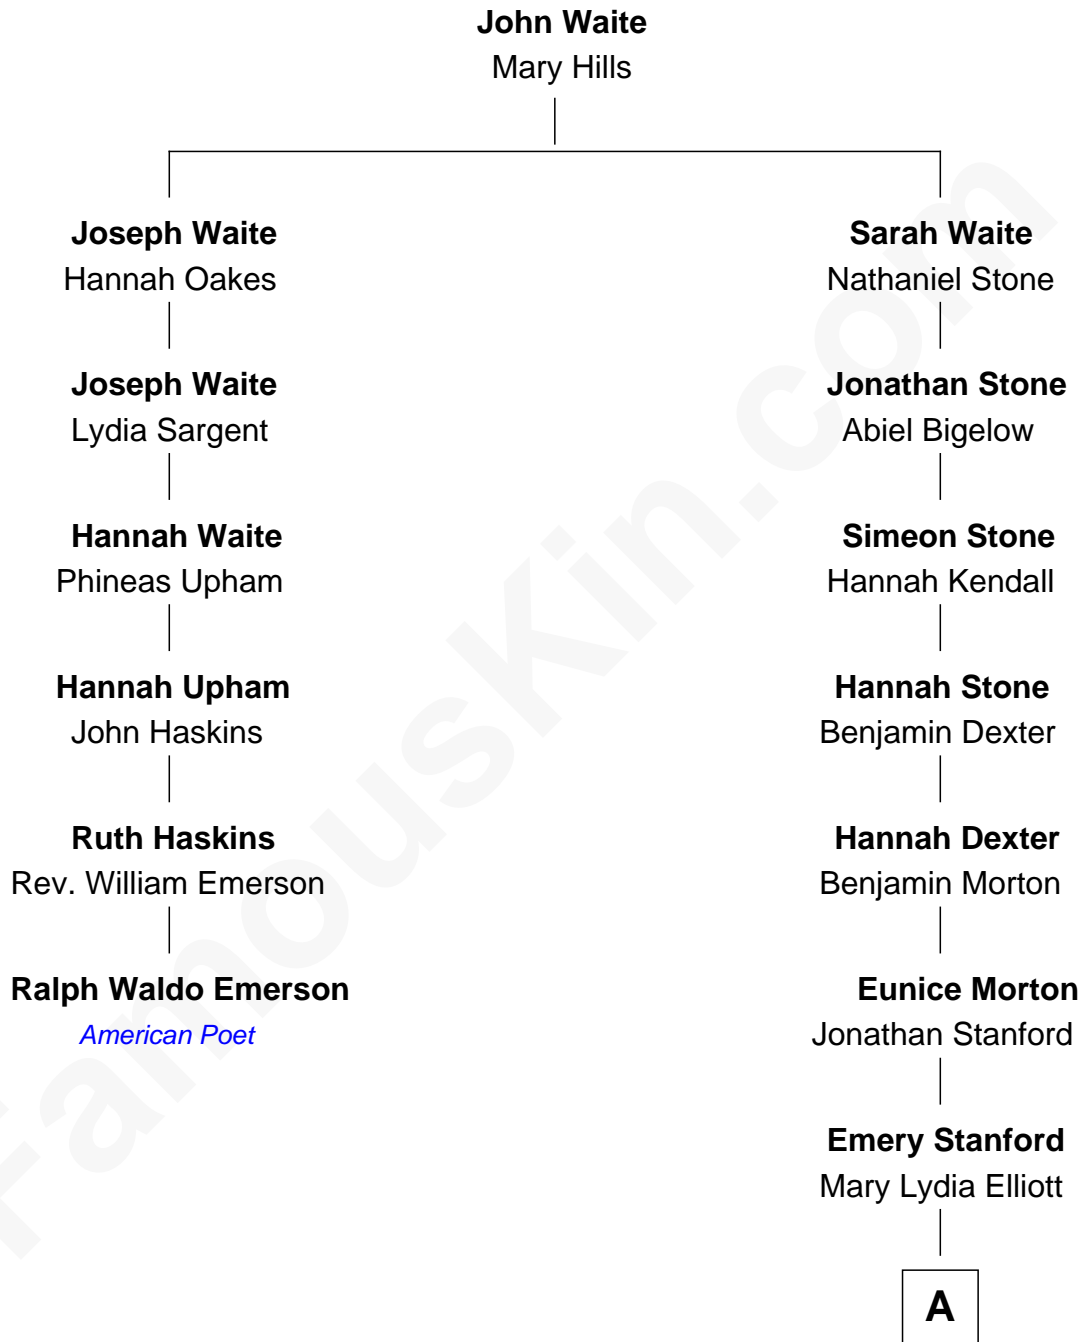 John Waite
Mary Hills
Joseph Waite
Hannah Oakes
Sarah Waite
Nathaniel Stone
Joseph Waite
Lydia Sargent
Jonathan Stone
Abiel Bigelow
Hannah Waite
Phineas Upham
Simeon Stone
Hannah Kendall
Hannah Upham
John Haskins
Hannah Stone
Benjamin Dexter
Ruth Haskins
Rev. William Emerson
Hannah Dexter
Benjamin Morton
Ralph Waldo Emerson
American Poet
Eunice Morton
Jonathan Stanford
Emery Stanford
Mary Lydia Elliott
A
FamousKin.com